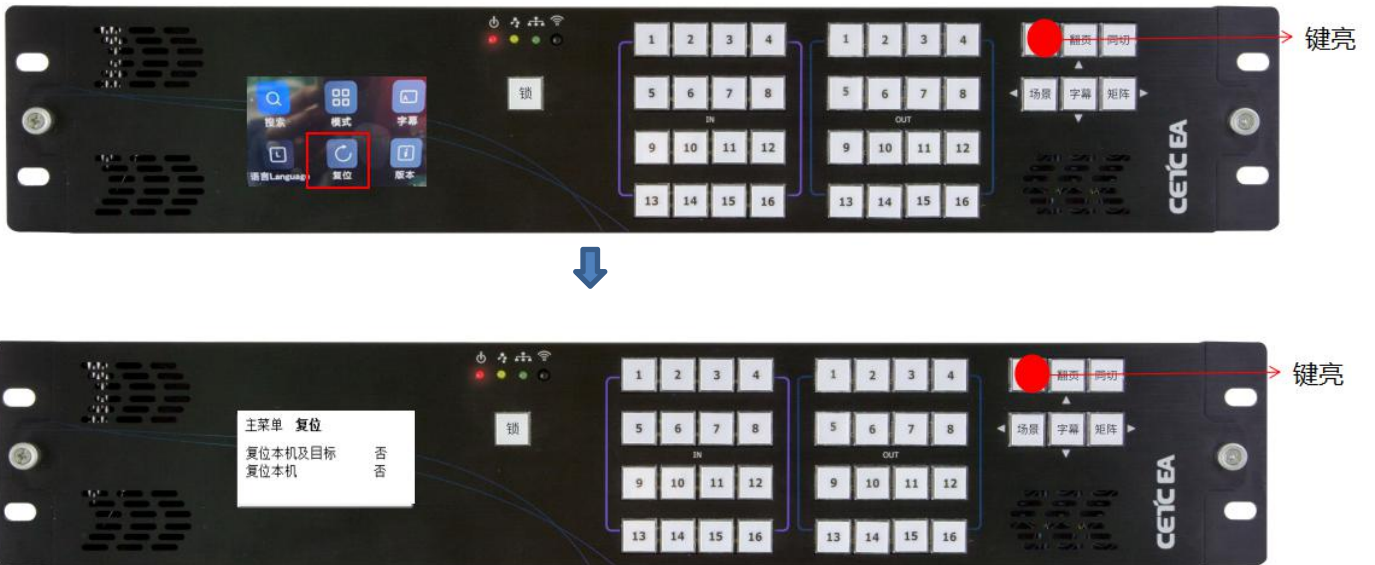 1 2 3 4 1 2 3 4 翻页 同切 键亮
搜索 模式 字幕
锁
5 6 7 8 5 6 7 8 场景 字幕 矩阵
IN OUT
语言Language 复位 版本
9 10 11 12 9 10 11 12
13 14 15 16 13 14 15 16
CETC EA
1 2 3 4 1 2 3 4 翻页 同切 键亮
主菜单 复位
锁
5 6 7 8 5 6 7 8 场景 字幕 矩阵
复位本机及目标 否
IN OUT
复位本机 否
9 10 11 12 9 10 11 12
13 14 15 16 13 14 15 16
CETC EA